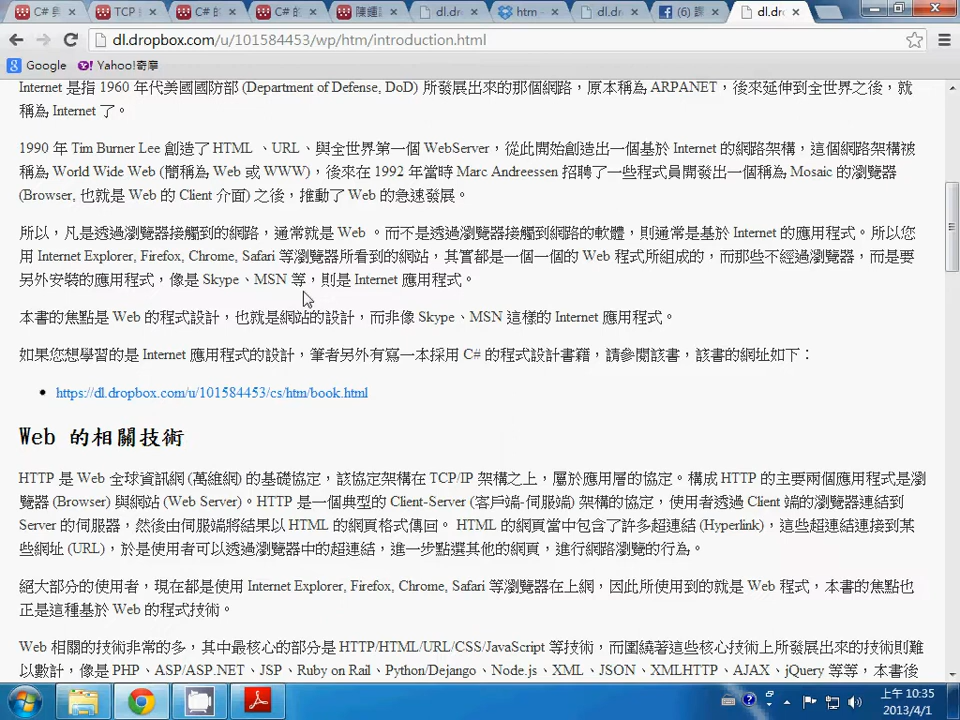 C# 與
TCP
C# 的
C# 的
陳鍾
dl.dr
htm -
dl.dr
(6) 課
dl.dr
dl.dropbox.com/u/101584453/wp/htm/introduction.html
Google Yahoo!奇摩
Internet 是指 1960 年代美國國防部 (Department of Defense, DoD) 所發展出來的那個網路，原本稱為 ARPANET，後來延伸到全世界之後，就
稱為 Internet 了。
1990 年 Tim Burner Lee 創造了 HTML 、URL、與全世界第一個 WebServer，從此開始創造出一個基於 Internet 的網路架構，這個網路架構被
稱為 World Wide Web (簡稱為 Web 或 WWW)，後來在 1992 年當時 Marc Andreessen 招聘了一些程式員開發出一個稱為 Mosaic 的瀏覽器
(Browser, 也就是 Web 的 Client 介面) 之後，推動了 Web 的急速發展。
所以，凡是透過瀏覽器接觸到的網路，通常就是 Web 。而不是透過瀏覽器接觸到網路的軟體，則通常是基於 Internet 的應用程式。所以您
用 Internet Explorer, Firefox, Chrome, Safari 等瀏覽器所看到的網站，其實都是一個一個的 Web 程式所組成的，而那些不經過瀏覽器，而是要
另外安裝的應用程式，像是 Skype、MSN 等，則是 Internet 應用程式。
本書的焦點是 Web 的程式設計，也就是網站的設計，而非像 Skype、MSN 這樣的 Internet 應用程式。
如果您想學習的是 Internet 應用程式的設計，筆者另外有寫一本採用 C# 的程式設計書籍，請參閱該書，該書的網址如下：
• https://dl.dropbox.com/u/101584453/cs/htm/book.html
Web 的相關技術
HTTP 是 Web 全球資訊網 (萬維網) 的基礎協定，該協定架構在 TCP/IP 架構之上，屬於應用層的協定。構成 HTTP 的主要兩個應用程式是瀏
覽器 (Browser) 與網站 (Web Server)。HTTP 是一個典型的 Client-Server (客戶端-伺服端) 架構的協定，使用者透過 Client 端的瀏覽器連結到
Server 的伺服器，然後由伺服端將結果以 HTML 的網頁格式傳回。 HTML 的網頁當中包含了許多超連結 (Hyperlink)，這些超連結連接到某
些網址 (URL)，於是使用者可以透過瀏覽器中的超連結，進一步點選其他的網頁，進行網路瀏覽的行為。
絕大部分的使用者，現在都是使用 Internet Explorer, Firefox, Chrome, Safari 等瀏覽器在上網，因此所使用到的就是 Web 程式，本書的焦點也
正是這種基於 Web 的程式技術。
Web 相關的技術非常的多，其中最核心的部分是 HTTP/HTML/URL/CSS/JavaScript 等技術，而圍繞著這些核心技術上所發展出來的技術則難
以數計，像是 PHP、ASP/ASP.NET、JSP、Ruby on Rail、Python/Dejango、Node.js、XML、JSON、XMLHTTP、AJAX、jQuery 等等，本書後
上午 10:35
2013/4/1